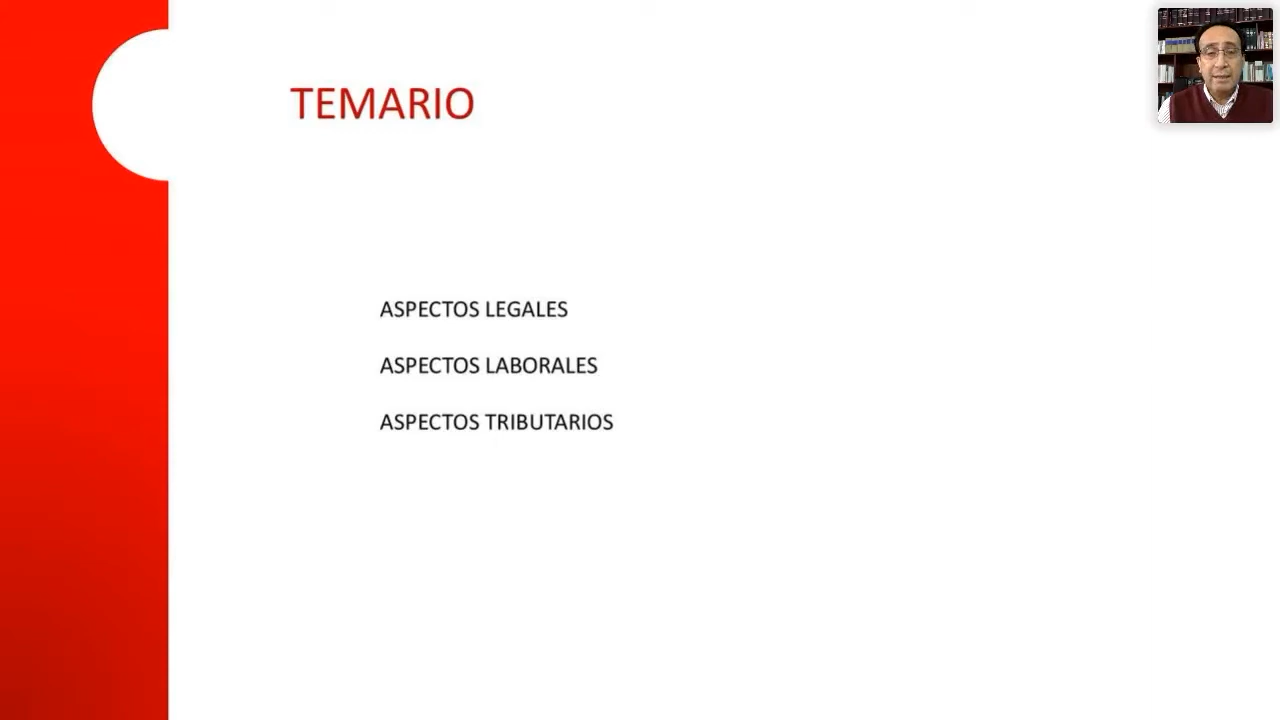 TEMARIO
ASPECTOS LEGALES
ASPECTOS LABORALES
ASPECTOS TRIBUTARIOS